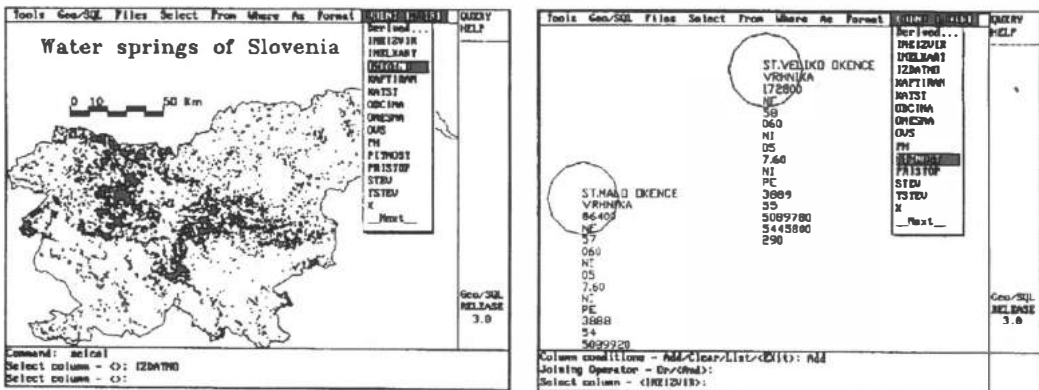 Tools Geo/SQL Files Select From Where As Format
QUERY
HELP
Water springs of Slovenia
0 10 50 Km
Derived...
IMEIZVIR
IMELKART
KAPTIRAN
KATST
OBCINA
OMESMA
OVS
PH
PITNOST
PRISTOP
STEV
TSTEV
X
__Next__
Geo/SQL
RELEASE
3.0
Command: selcol
Select column - <>: IZDATNO
Select column - <>:
Tools Geo/SQL Files Select From Where As Format
QUERY
HELP
Derived...
IMEIZVIR
IMELKART
IZDATNO
KAPTIRAN
KATST
OBCINA
OMESMA
OVS
PH
PRISTOP
STEV
TSTEV
X
__Next__
ST.VELIKO OKENCE
VRHNIKA
172800
NE
58
060
NI
05
7.60
NI
PE
3889
55
5089780
5445800
290
ST.MALO OKENCE
VRHNIKA
86400
NE
57
060
NI
05
7.60
NI
PE
3888
54
5089920
Geo/SQL
RELEASE
3.0
Column conditions - Add/Clear/List/<EXit>: Add
Joining Operator - Or/<And>:
Select column - <IMEIZVIR>: